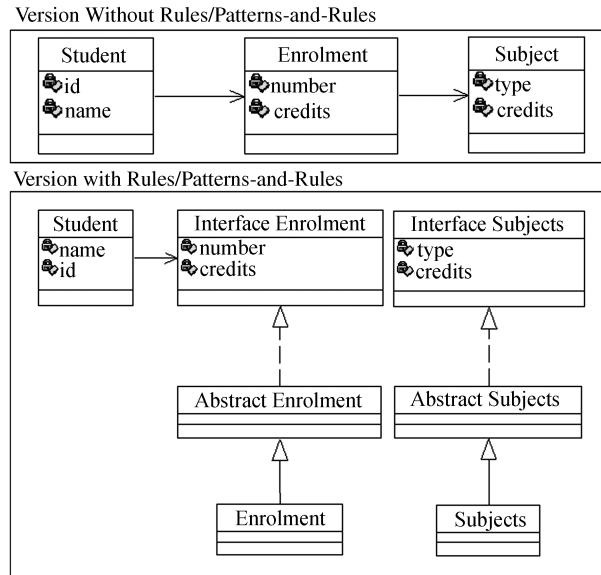 Version Without Rules/Patterns-and-Rules
Student
id
name
Enrolment
number
credits
Subject
type
credits
Version with Rules/Patterns-and-Rules
Student
name
id
Interface Enrolment
number
credits
Interface Subjects
type
credits
Abstract Enrolment
Abstract Subjects
Enrolment
Subjects